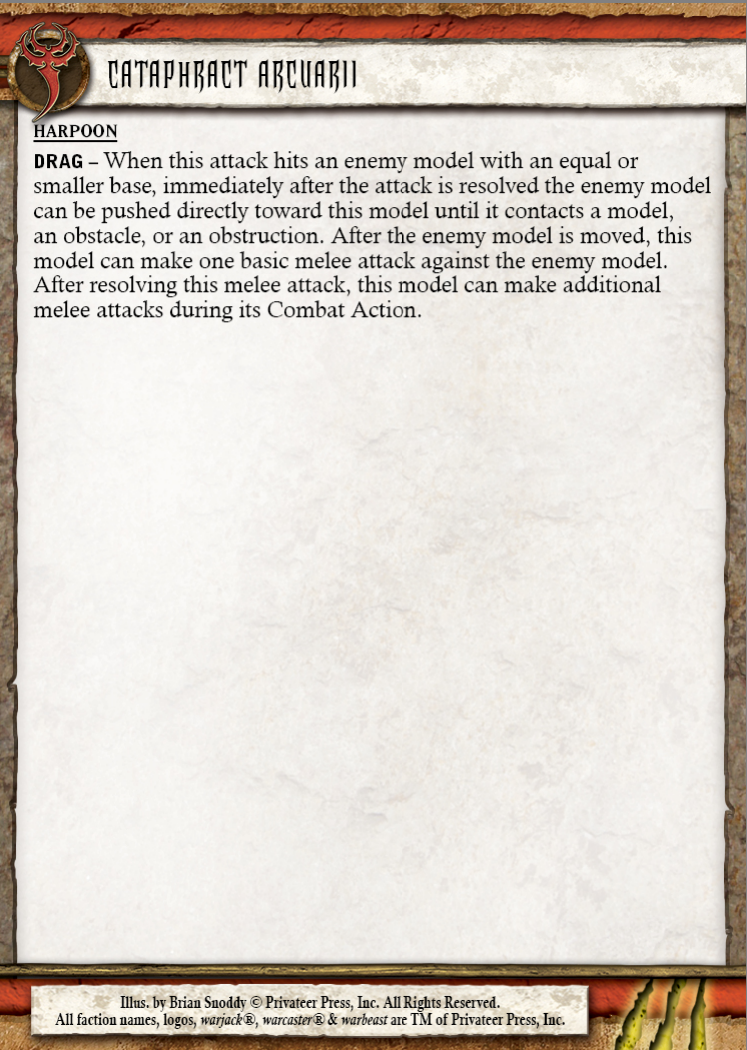 CATAPHRACT ARCUARII
HARPOON
DRAG – When this attack hits an enemy model with an equal or
smaller base, immediately after the attack is resolved the enemy model
can be pushed directly toward this model until it contacts a model,
an obstacle, or an obstruction. After the enemy model is moved, this
model can make one basic melee attack against the enemy model.
After resolving this melee attack, this model can make additional
melee attacks during its Combat Action.
Illus. by Brian Snoddy © Privateer Press, Inc. All Rights Reserved.
All faction names, logos, warjack®, warcaster® & warbeast are TM of Privateer Press, Inc.